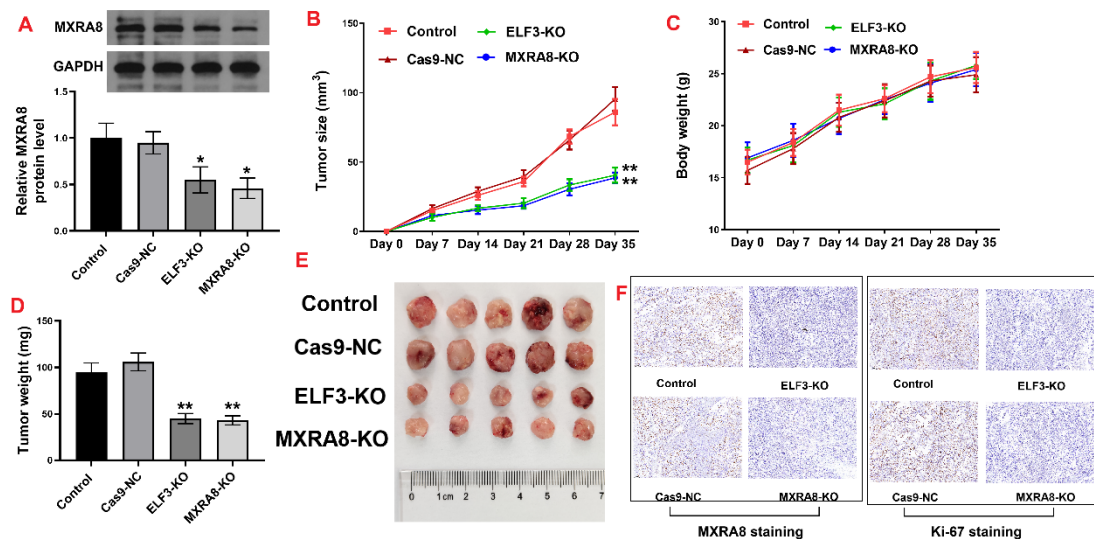 A
MXRA8
GAPDH
Relative MXRA8
protein level
1.0
0.5
0.0
*
*
Control
Cas9-NC
ELF3-KO
MXRA8-KO
B
Control
ELF3-KO
Cas9-NC
MXRA8-KO
Tumor size (mm³)
150
100
50
0
**
**
Day 0 Day 7 Day 14 Day 21 Day 28 Day 35
C
Control
ELF3-KO
Cas9-NC
MXRA8-KO
Body weight (g)
30
25
20
15
10
Day 0 Day 7 Day 14 Day 21 Day 28 Day 35
D
Tumor weight (mg)
150
100
50
0
**
**
Control
Cas9-NC
ELF3-KO
MXRA8-KO
E
Control
Cas9-NC
ELF3-KO
MXRA8-KO
0 1cm 2 3 4 5 6 7
F
Control
ELF3-KO
Cas9-NC
MXRA8-KO
MXRA8 staining
Control
ELF3-KO
Cas9-NC
MXRA8-KO
Ki-67 staining